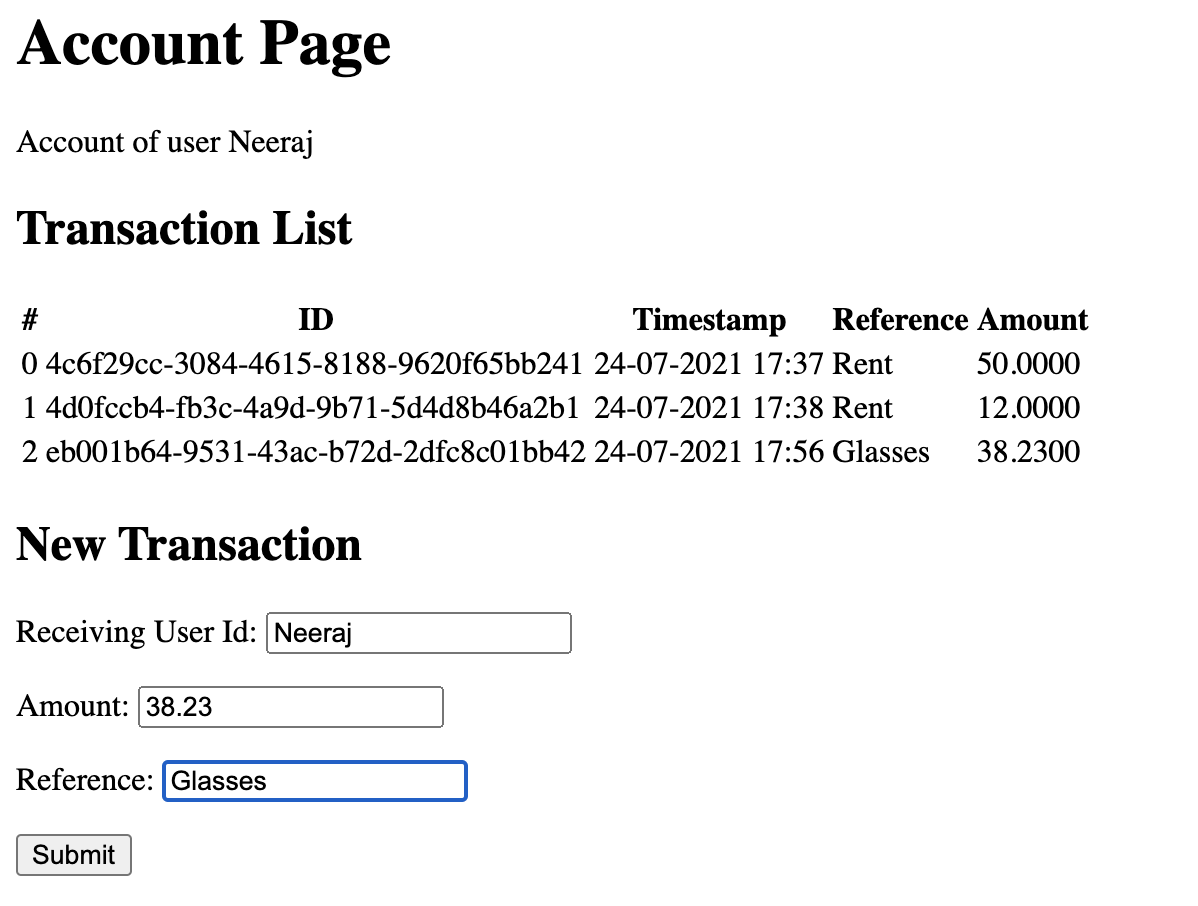 Account Page
Account of user Neeraj
Transaction List
# ID Timestamp Reference Amount
0 4c6f29cc-3084-4615-8188-9620f65bb241 24-07-2021 17:37 Rent 50.0000
1 4d0fccb4-fb3c-4a9d-9b71-5d4d8b46a2b1 24-07-2021 17:38 Rent 12.0000
2 eb001b64-9531-43ac-b72d-2dfc8c01bb42 24-07-2021 17:56 Glasses 38.2300
New Transaction
Receiving User Id: Neeraj
Amount: 38.23
Reference: Glasses
Submit